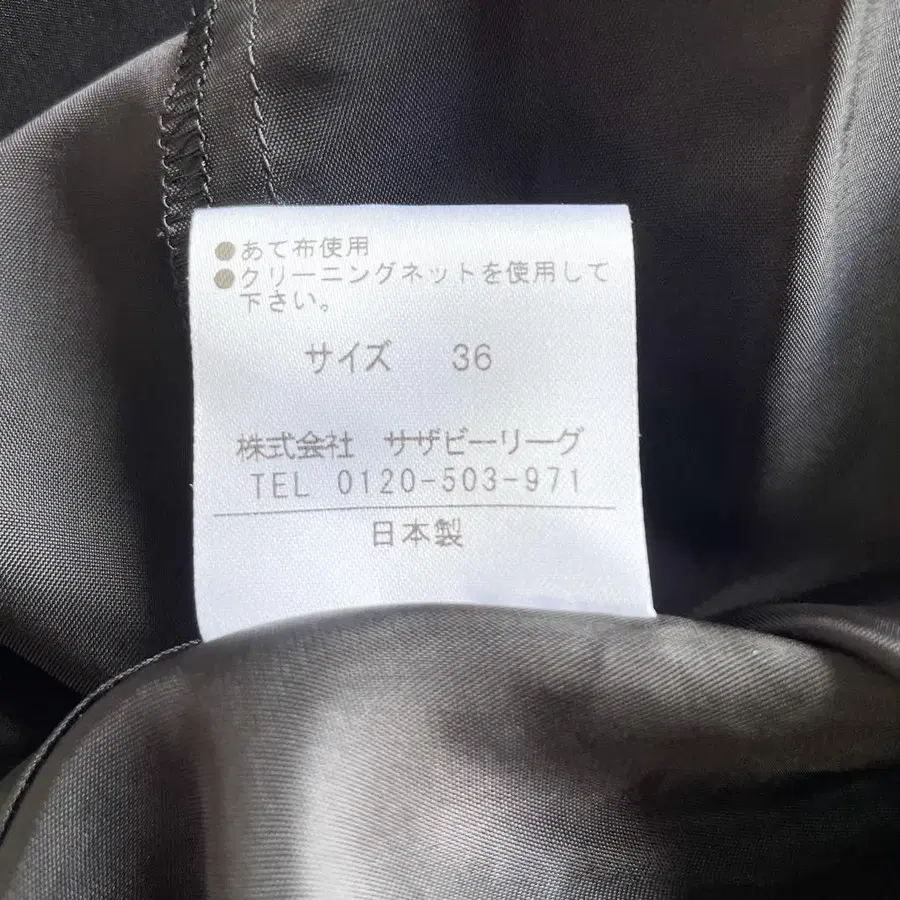 ●あて布使用
●クリーニングネットを使用して
下さい。
サイズ 36
株式会社 サザビーリーグ
TEL 0120-503-971
日本製